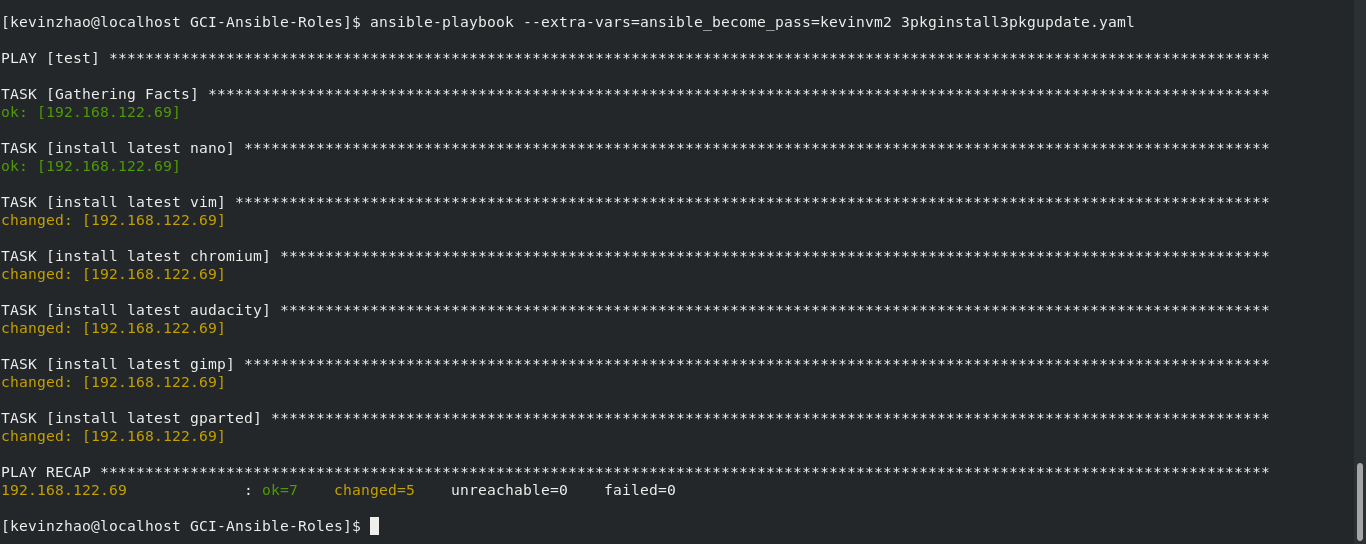 [kevinzhao@localhost GCI-Ansible-Roles]$ ansible-playbook --extra-vars=ansible_become_pass=kevinvm2 3pkginstall3pkgupdate.yaml
PLAY [test] *********************************************************************************************************************************
TASK [Gathering Facts] **********************************************************************************************************************
ok: [192.168.122.69]
TASK [install latest nano] ******************************************************************************************************************
ok: [192.168.122.69]
TASK [install latest vim] *******************************************************************************************************************
changed: [192.168.122.69]
TASK [install latest chromium] **************************************************************************************************************
changed: [192.168.122.69]
TASK [install latest audacity] **************************************************************************************************************
changed: [192.168.122.69]
TASK [install latest gimp] ******************************************************************************************************************
changed: [192.168.122.69]
TASK [install latest gparted] ***************************************************************************************************************
changed: [192.168.122.69]
PLAY RECAP **********************************************************************************************************************************
192.168.122.69             : ok=7    changed=5    unreachable=0    failed=0
[kevinzhao@localhost GCI-Ansible-Roles]$